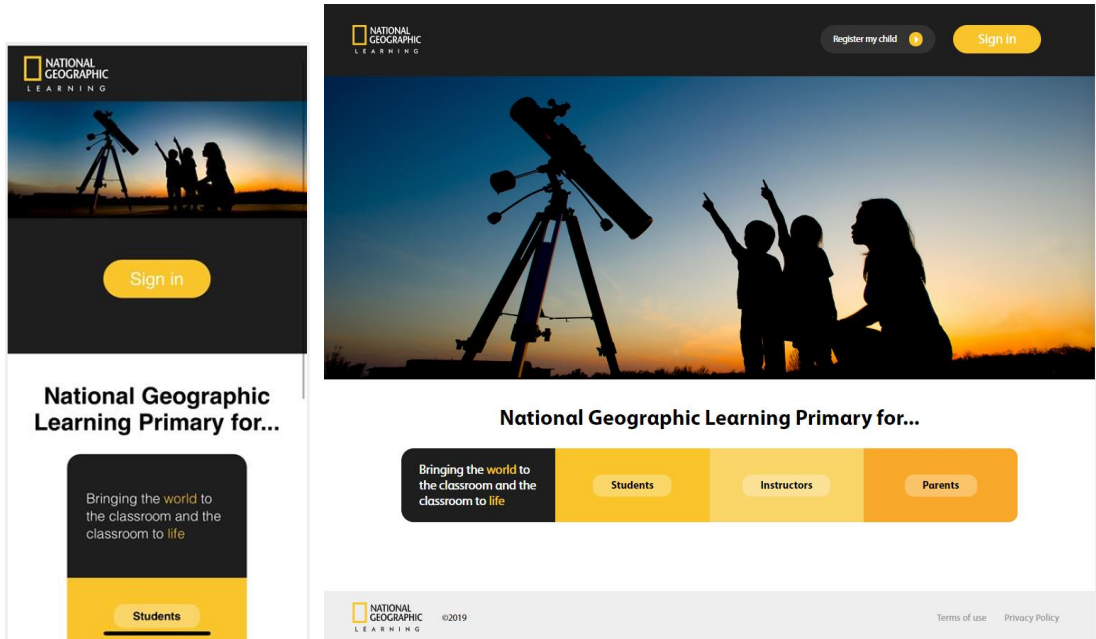 NATIONAL
GEOGRAPHIC
LEARNING
Sign in
National Geographic
Learning Primary for...
Bringing the world to
the classroom and the
classroom to life
Students
NATIONAL
GEOGRAPHIC
LEARNING
Register my child
Sign in
National Geographic Learning Primary for...
Bringing the world to
the classroom and the
classroom to life
Students
Instructors
Parents
NATIONAL
GEOGRAPHIC
LEARNING
©2019
Terms of use
Privacy Policy